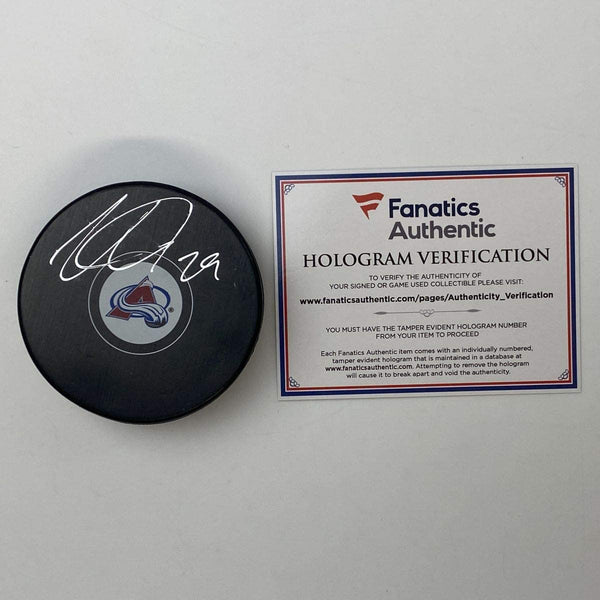 29
A
®
Fanatics
Authentic
HOLOGRAM VERIFICATION
TO VERIFY THE AUTHENTICITY OF
YOUR SIGNED OR GAME USED COLLECTIBLE PLEASE VISIT:
www.fanaticsauthentic.com/pages/Authenticity_Verification
YOU MUST HAVE THE TAMPER EVIDENT HOLOGRAM NUMBER
FROM YOUR ITEM TO PROCEED
Each Fanatics Authentic item comes with an individually numbered,
tamper evident hologram that is maintained in a database at
www.fanaticsauthentic.com. Attempting to remove the hologram
will cause it to break apart and void the authenticity.